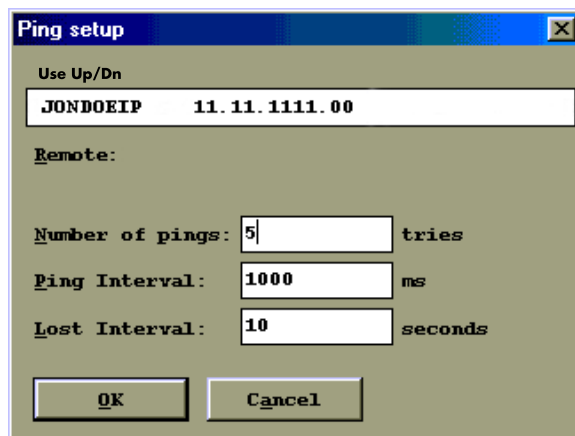 Ping setup
Use Up/Dn
JONDOEIP 11.11.1111.00
Remote:
Number of pings: 5 tries
Ping Interval: 1000 ms
Lost Interval: 10 seconds
OK Cancel